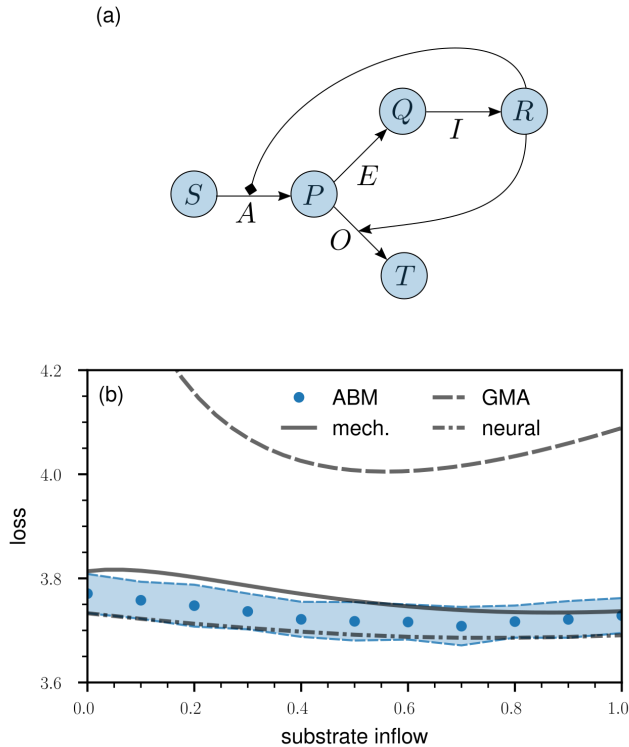 (a)
Q
R
I
E
S
P
A
O
T
4.2
(b)
ABM
GMA
mech.
neural
4.0
loss
3.8
3.6
0.0 0.2 0.4 0.6 0.8 1.0
substrate inflow